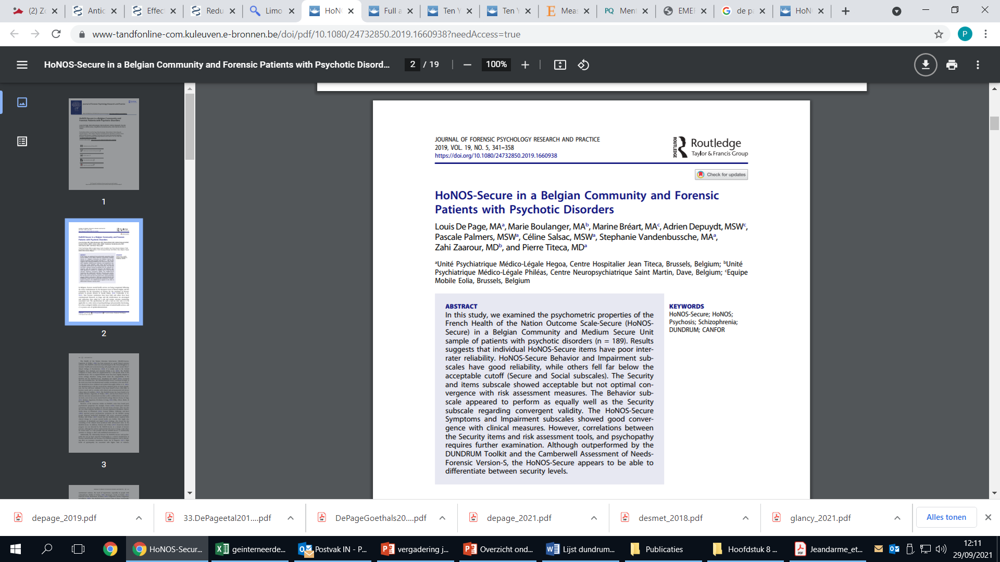 (2) Zo
Antic
Effec
Redu
Limo
HoN
Full a
Ten Y
Ten Y
Meas
PQ Ment
EMEF
de pa
HoN
www-tandfonline-com.kuleuven.e-bronnen.be/doi/pdf/10.1080/24732850.2019.1660938?needAccess=true
P
HoNOS-Secure in a Belgian Community and Forensic Patients with Psychotic Disord...
2 / 19
100%
1
2
3
JOURNAL OF FORENSIC PSYCHOLOGY RESEARCH AND PRACTICE
2019, VOL. 19, NO. 5, 341–358
https://doi.org/10.1080/24732850.2019.1660938
ROUTLEDGE
Routledge
Taylor & Francis Group
Check for updates
HoNOS-Secure in a Belgian Community and Forensic
Patients with Psychotic Disorders
Louis De Page, MAᵃ, Marie Boulanger, MAᵇ, Marine Bréart, MAᶜ, Adrien Depuydt, MSWᶜ,
Pascale Palmers, MSWᵃ, Céline Salsac, MSWᵃ, Stephanie Vandenbussche, MAᵃ,
Zahi Zaarour, MDᵇ, and Pierre Titeca, MDᵃ
ᵃUnité Psychiatrique Médico-Légale Hegoa, Centre Hospitalier Jean Titeca, Brussels, Belgium; ᵇUnité
Psychiatrique Médico-Légale Philéas, Centre Neuropsychiatrique Saint Martin, Dave, Belgium; ᶜEquipe
Mobile Eolia, Brussels, Belgium
ABSTRACT
In this study, we examined the psychometric properties of the
French Health of the Nation Outcome Scale-Secure (HoNOS-
Secure) in a Belgian Community and Medium Secure Unit
sample of patients with psychotic disorders (n = 189). Results
suggests that individual HoNOS-Secure items have poor inter-
rater reliability. HoNOS-Secure Behavior and Impairment sub-
scales have good reliability, while others fell far below the
acceptable cutoff (Secure and Social subscales). The Security
and items subscale showed acceptable but not optimal con-
vergence with risk assessment measures. The Behavior sub-
scale appeared to perform as equally well as the Security
subscale regarding convergent validity. The HoNOS-Secure
Symptoms and Impairment subscales showed good conver-
gence with clinical measures. However, correlations between
the Security items and risk assessment tools, and psychopathy
requires further examination. Although outperformed by the
DUNDRUM Toolkit and the Camberwell Assessment of Needs-
Forensic Version-S, the HoNOS-Secure appears to be able to
differentiate between security levels.
KEYWORDS
HoNOS-Secure; HoNOS;
Psychosis; Schizophrenia;
DUNDRUM; CANFOR
depage_2019.pdf
33.DePageetal201....pdf
DePageGoethals20....pdf
depage_2021.pdf
desmet_2018.pdf
glancy_2021.pdf
Alles tonen
HoNOS-Secur...
geinterneerde...
Postvak IN - P...
vergadering j...
Overzicht ond...
Lijst dundrum...
Publicaties
Hoofdstuk 8 ...
Jeandarme_et...
12:11
29/09/2021